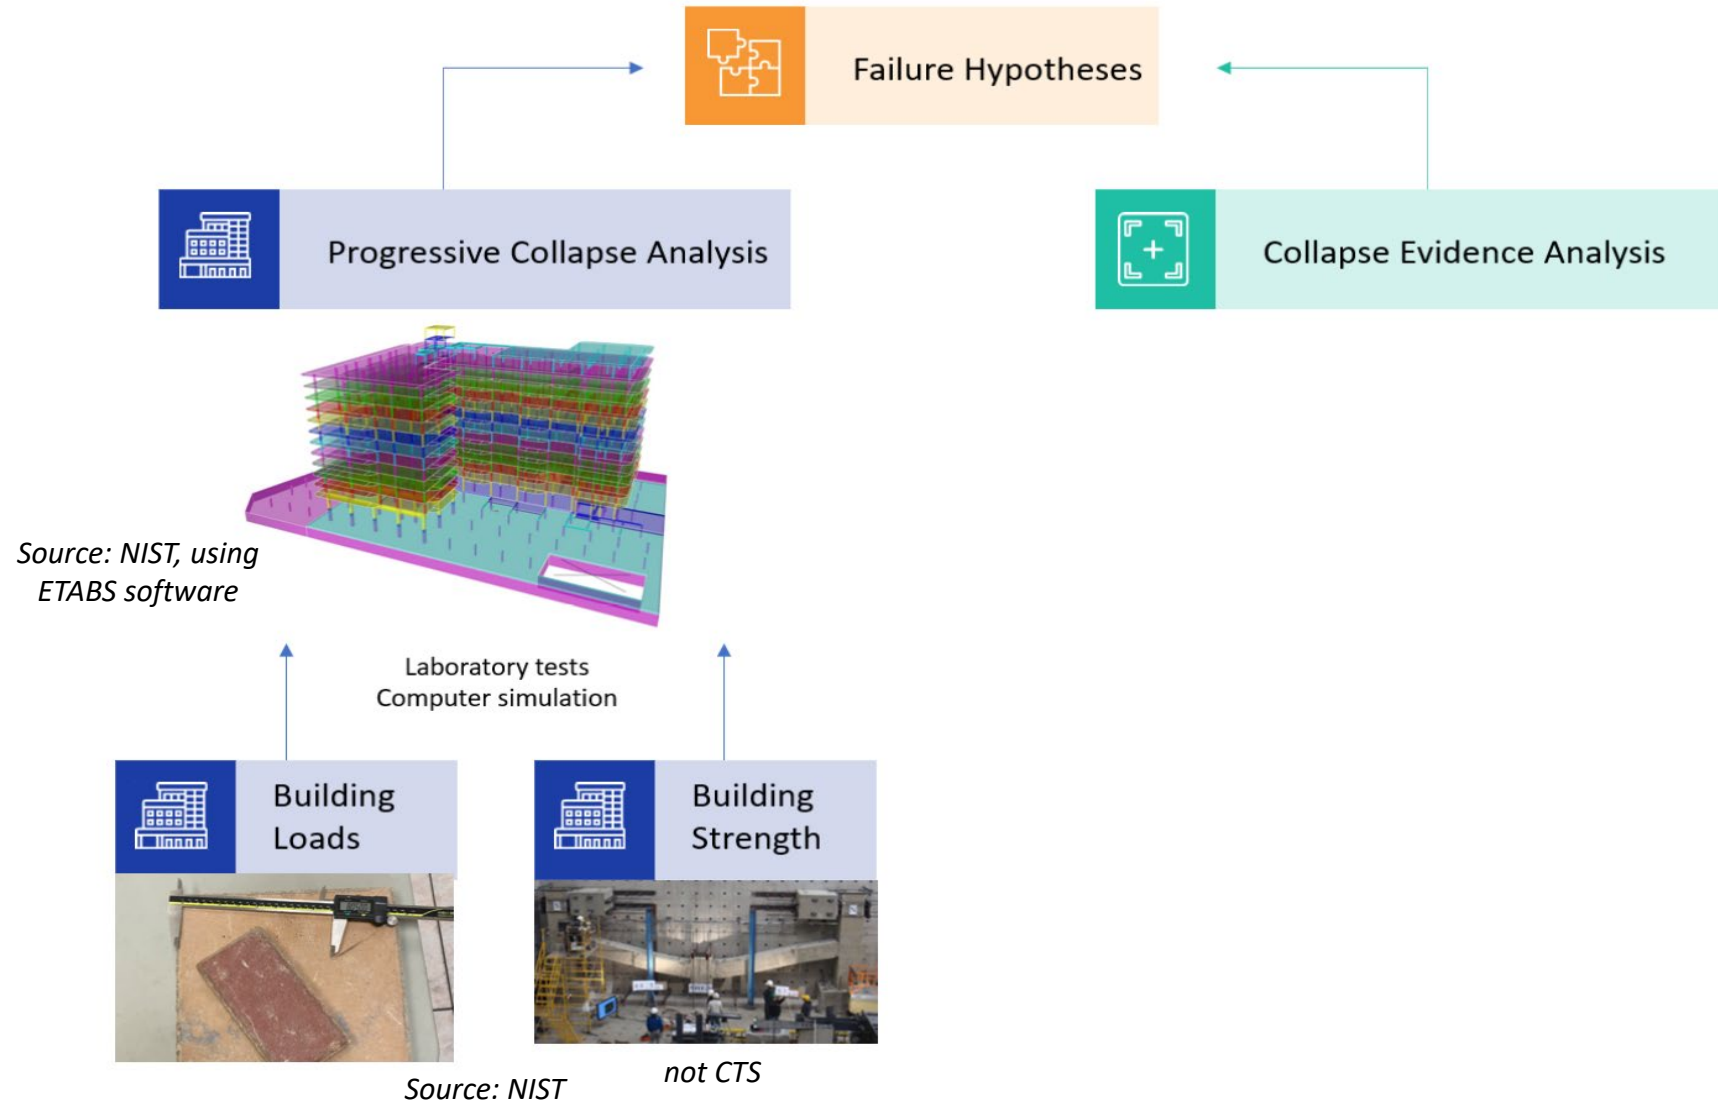 Failure Hypotheses
Progressive Collapse Analysis
Collapse Evidence Analysis
Source: NIST, using
ETABS software
Laboratory tests
Computer simulation
Building
Loads
Building
Strength
not CTS
Source: NIST